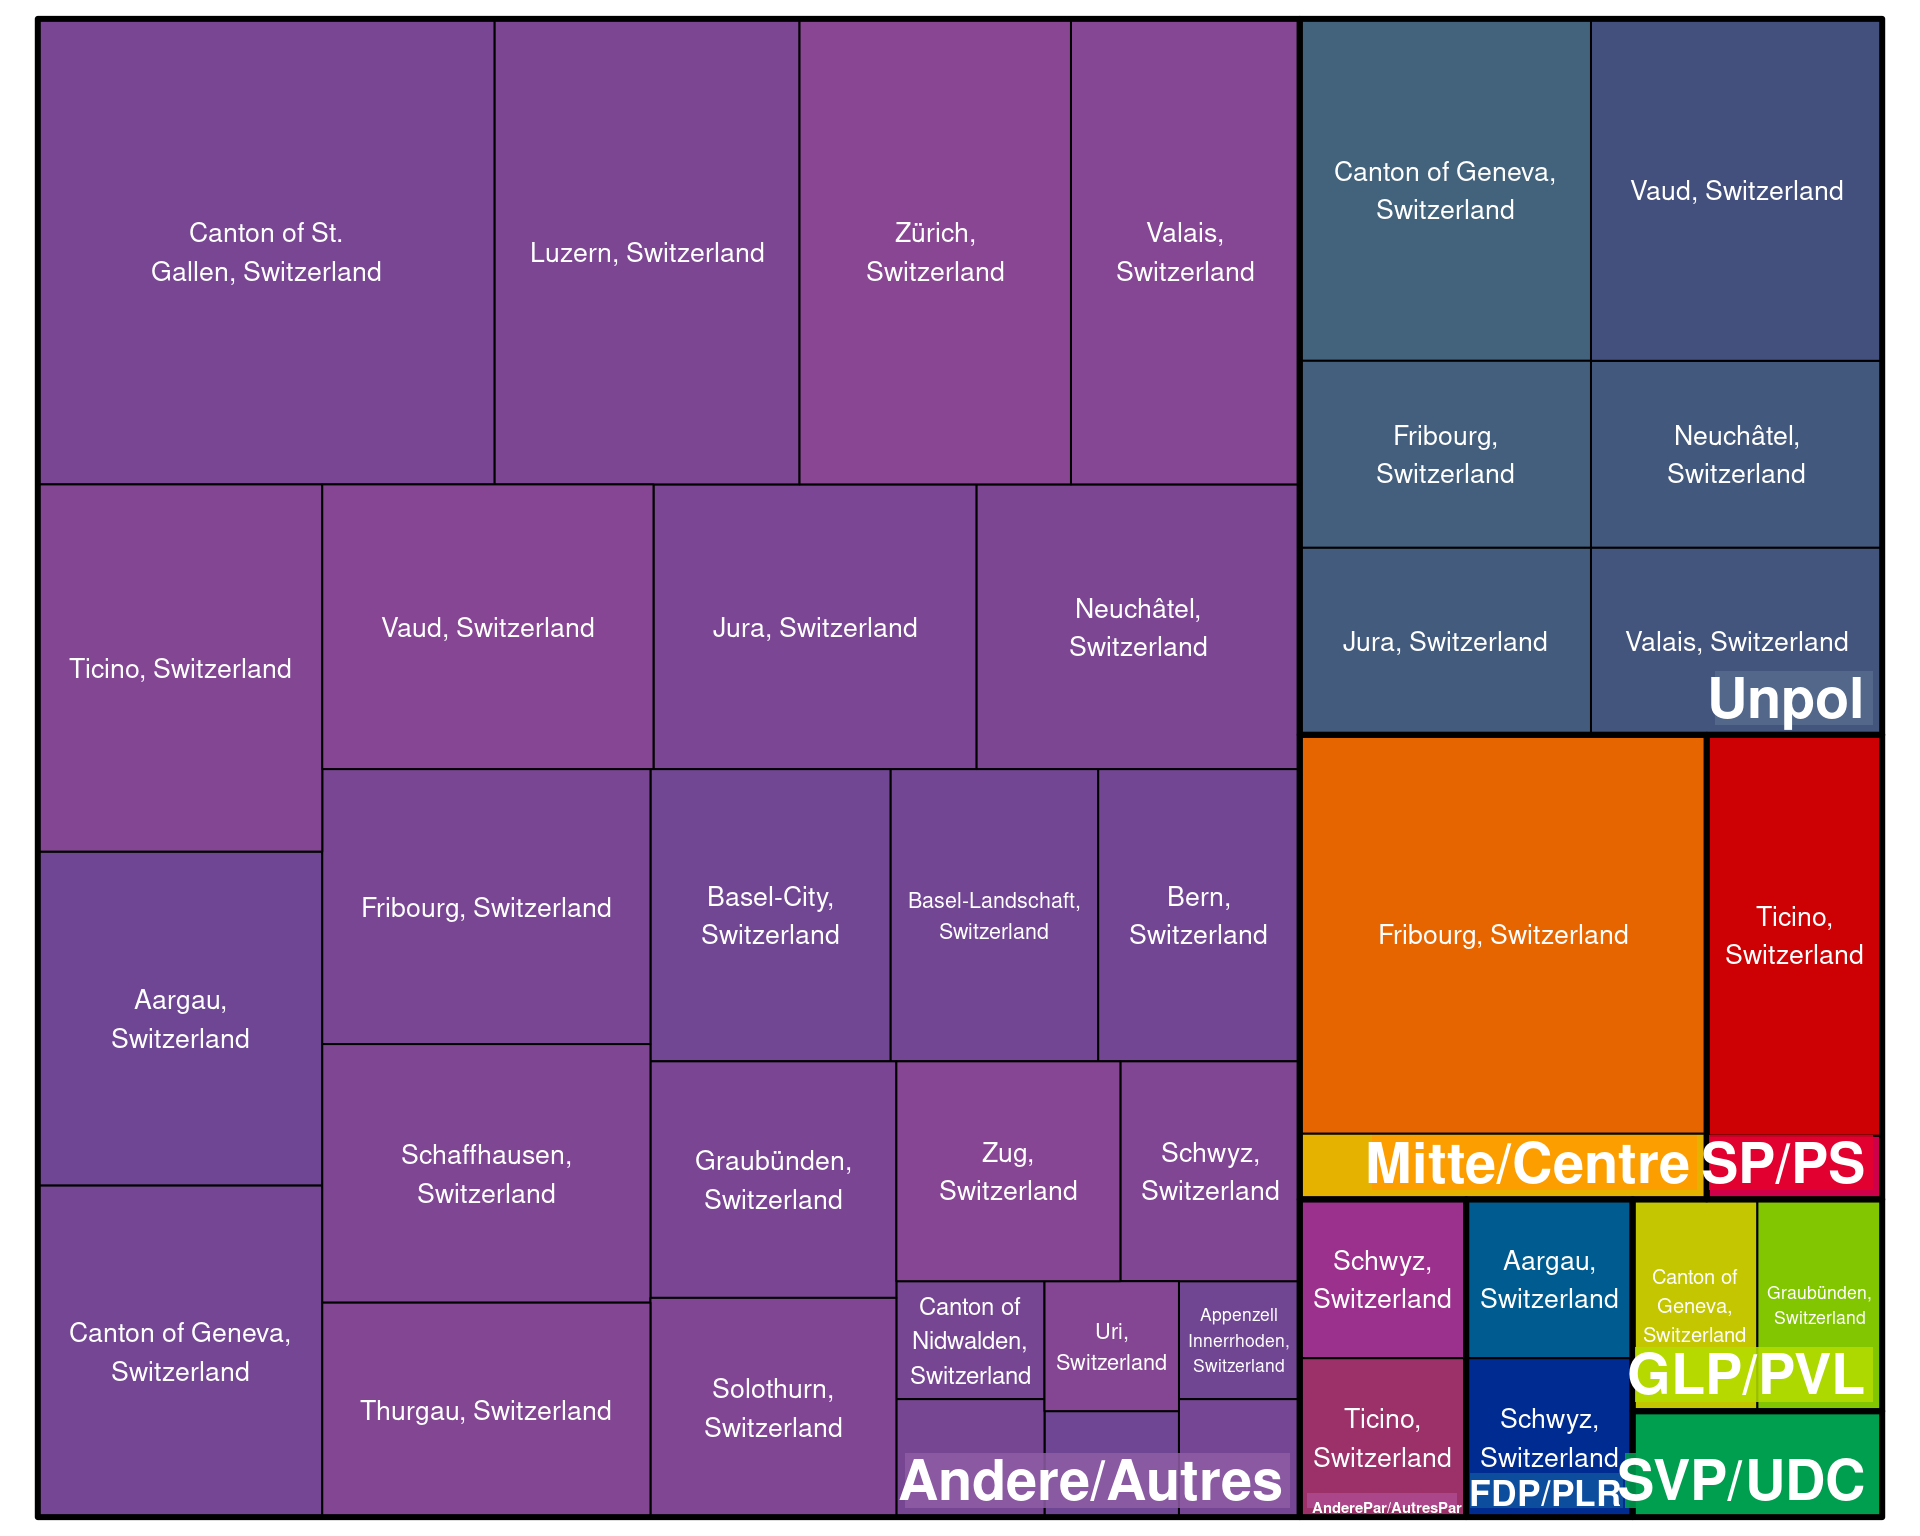 Canton of St.
Gallen, Switzerland
Luzern, Switzerland
Zürich,
Switzerland
Valais,
Switzerland
Ticino, Switzerland
Vaud, Switzerland
Jura, Switzerland
Neuchâtel,
Switzerland
Aargau,
Switzerland
Fribourg, Switzerland
Basel-City,
Switzerland
Basel-Landschaft,
Switzerland
Bern,
Switzerland
Canton of Geneva,
Switzerland
Schaffhausen,
Switzerland
Thurgau, Switzerland
Graubünden,
Switzerland
Zug,
Switzerland
Schwyz,
Switzerland
Solothurn,
Switzerland
Canton of
Nidwalden,
Switzerland
Uri,
Switzerland
Appenzell
Innerrhoden,
Switzerland
Andere/Autres
Canton of Geneva,
Switzerland
Vaud, Switzerland
Fribourg,
Switzerland
Neuchâtel,
Switzerland
Jura, Switzerland
Valais, Switzerland
Unpol
Fribourg, Switzerland
Mitte/Centre
Ticino,
Switzerland
SP/PS
Schwyz,
Switzerland
Ticino,
Switzerland
AnderePar/AutresPar
Aargau,
Switzerland
Schwyz,
Switzerland
FDP/PLR
Canton of
Geneva,
Switzerland
Graubünden,
Switzerland
GLP/PVL
SVP/UDC